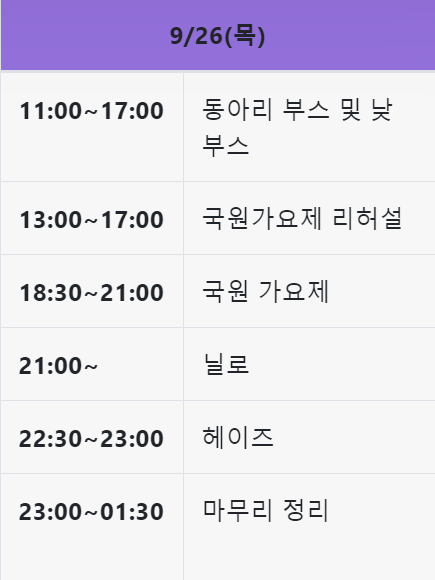 9/26(목)
11:00~17:00 동아리 부스 및 낮
부스
13:00~17:00 국원가요제 리허설
18:30~21:00 국원 가요제
21:00~ 닐로
22:30~23:00 헤이즈
23:00~01:30 마무리 정리